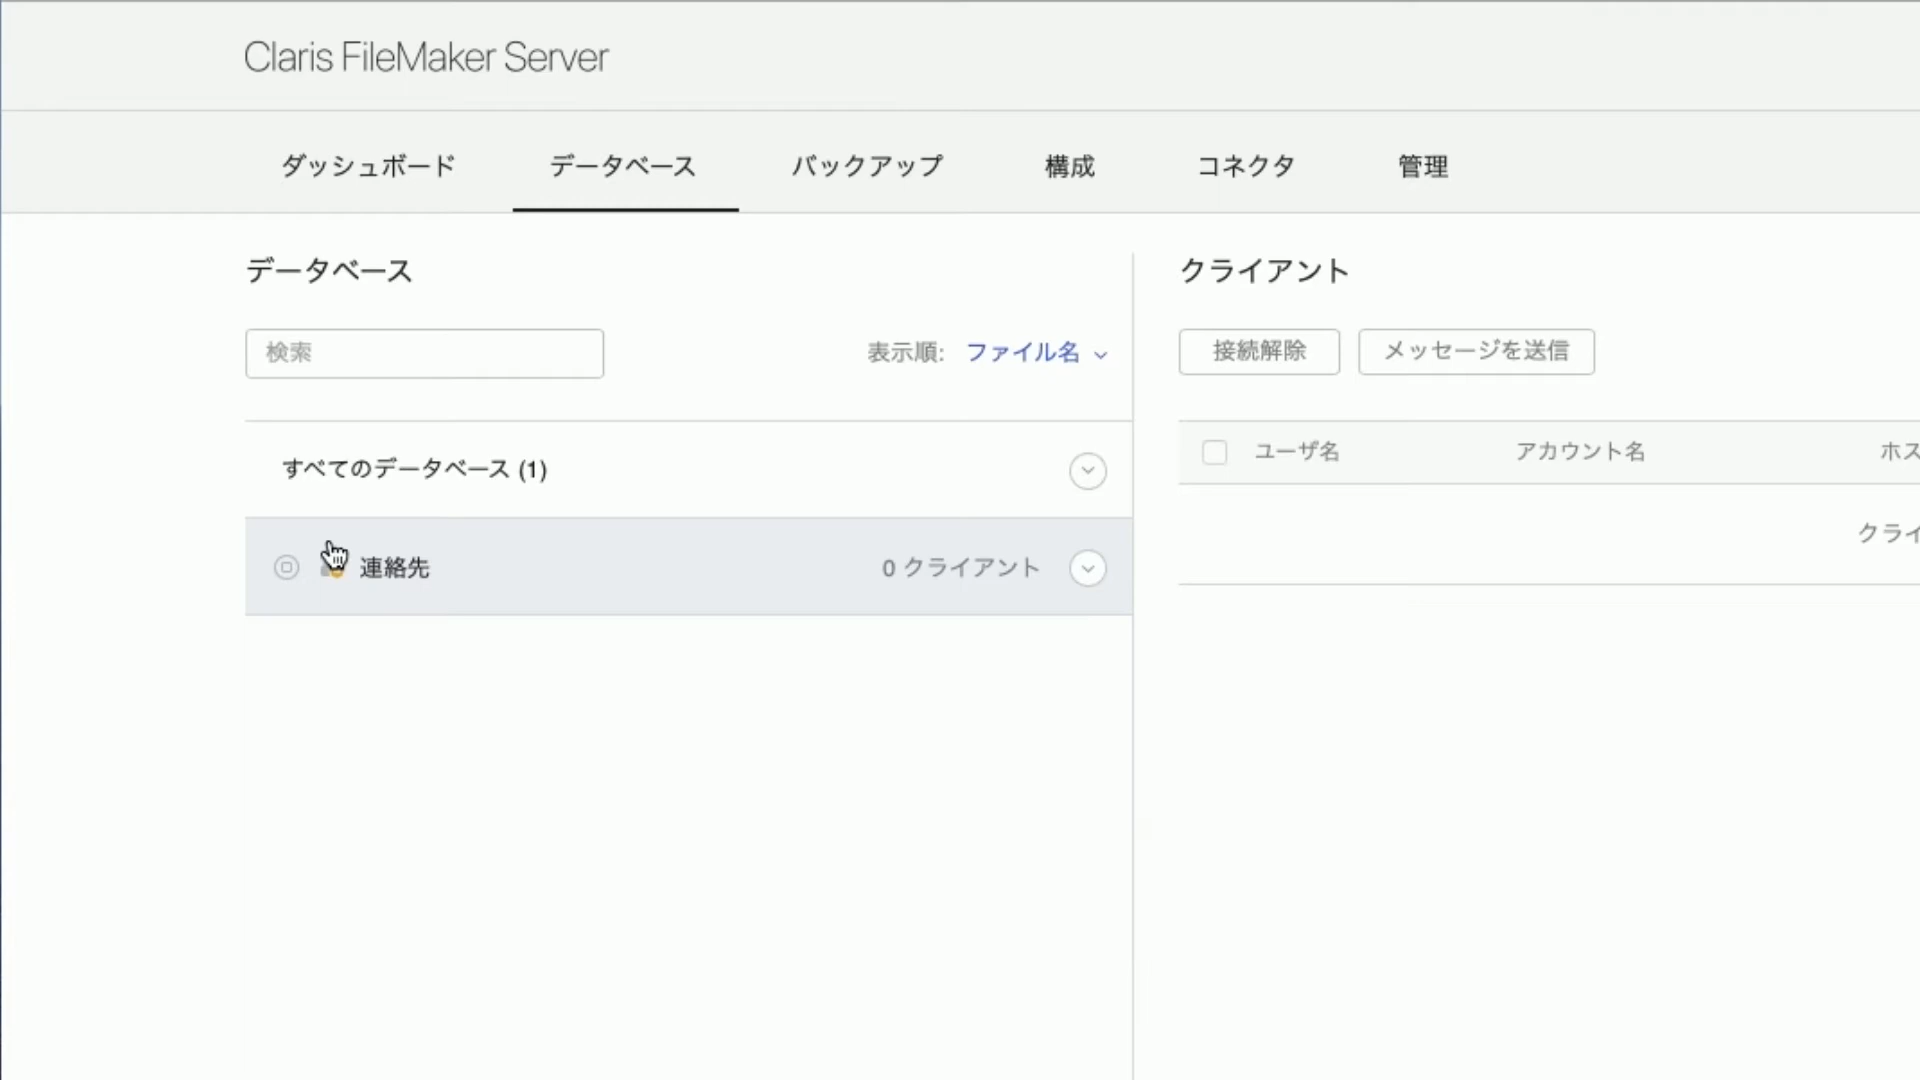 Claris FileMaker Server
ダッシュボード データベース バックアップ 構成 コネクタ 管理
データベース
検索
表示順: ファイル名
すべてのデータベース (1)
連絡先 0 クライアント
クライアント
接続解除 メッセージを送信
ユーザ名 アカウント名 ホス
クライ